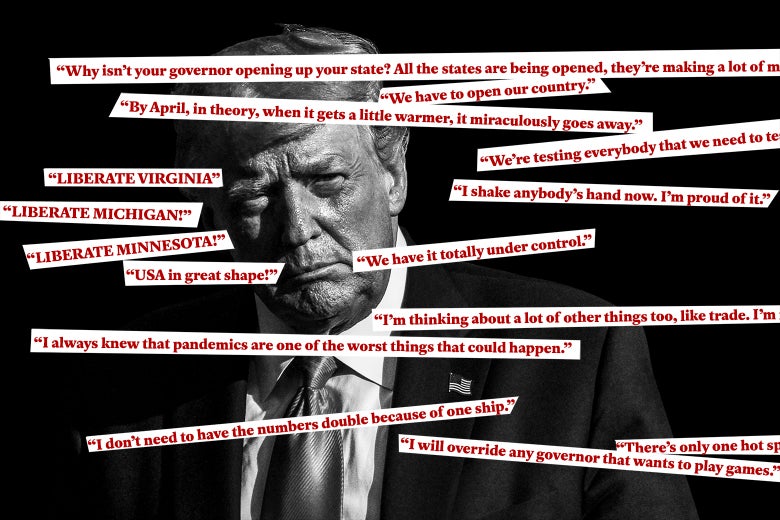 “Why isn’t your governor opening up your state? All the states are being opened, they’re making a lot of
“We have to open our country.”
“By April, in theory, when it gets a little warmer, it miraculously goes away.”
“We’re testing everybody that we need to
“LIBERATE VIRGINIA”
“I shake anybody’s hand now. I’m proud of it.”
“LIBERATE MICHIGAN!”
“LIBERATE MINNESOTA!”
“We have it totally under control.”
“USA in great shape!”
“I’m thinking about a lot of other things too, like trade. I’m
“I always knew that pandemics are one of the worst things that could happen.”
“I don’t need to have the numbers double because of one ship.”
“I will override any governor that wants to play games.”
“There’s only one hot